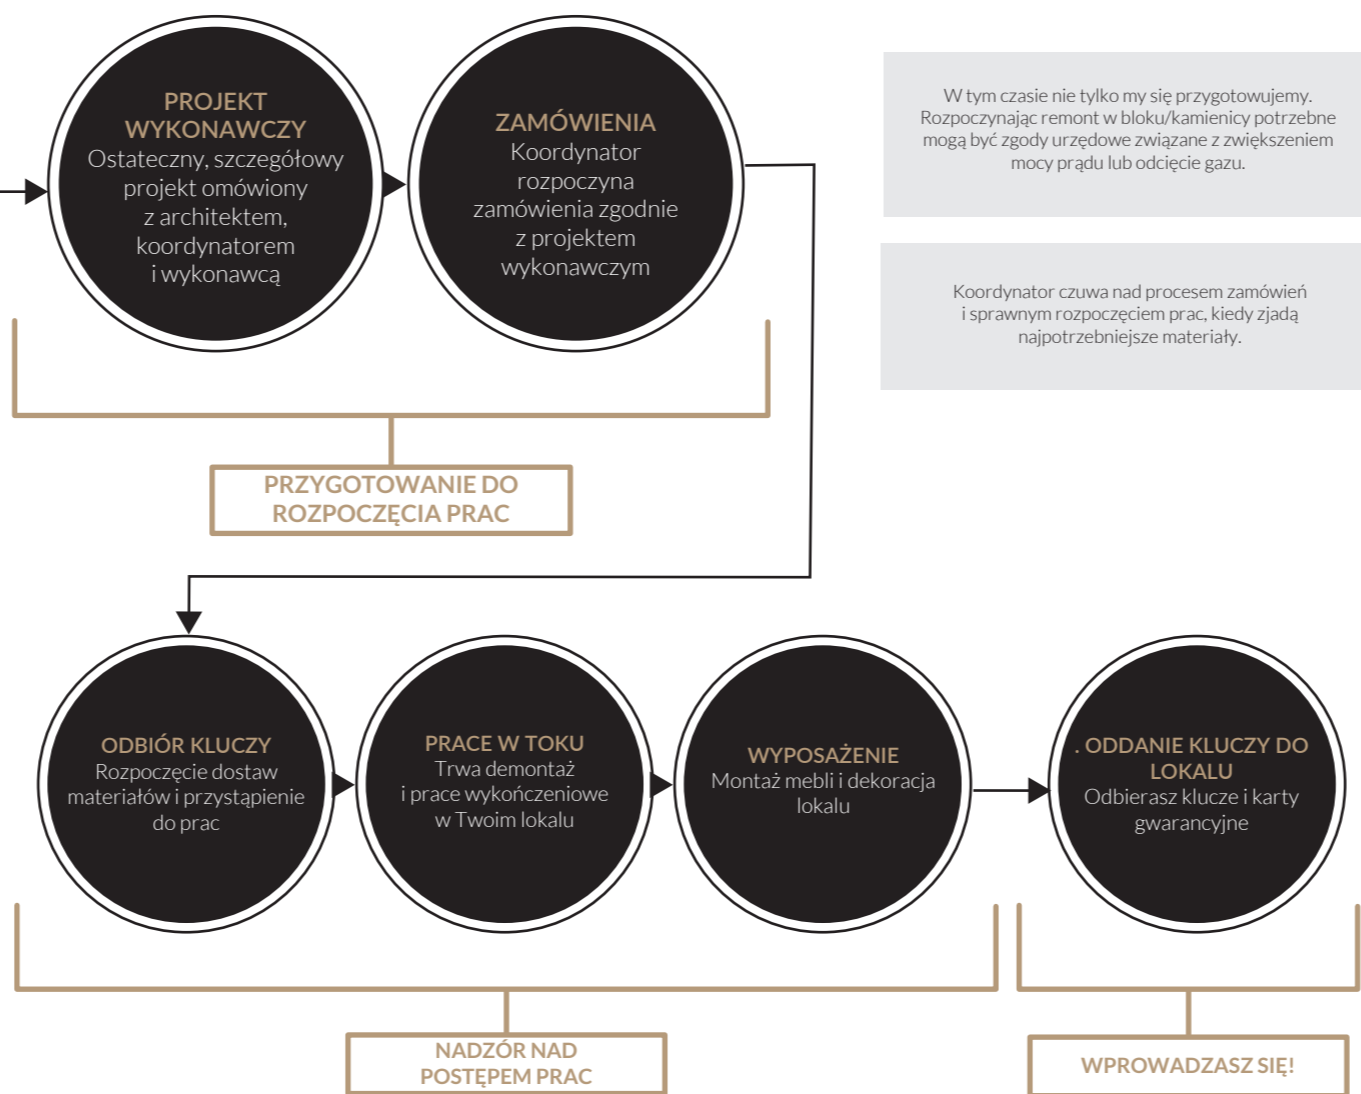 PROJEKT
WYKONAWCZY
Ostateczny, szczegółowy
projekt omówiony
z architektem,
koordynatorem
i wykonawcą
ZAMÓWIENIA
Koordynator
rozpoczyna
zamówienia zgodnie
z projektem
wykonawczym
W tym czasie nie tylko my się przygotowujemy.
Rozpoczynając remont w bloku/kamienicy potrzebne
mogą być zgody urzędowe związane z zwiększeniem
mocy prądu lub odcięcie gazu.
Koordynator czuwa nad procesem zamówień
i sprawnym rozpoczęciem prac, kiedy zjadą
najpotrzebniejsze materiały.
PRZYGOTOWANIE DO
ROZPOCZĘCIA PRAC
ODBIÓR KLUCZY
Rozpoczęcie dostaw
materiałów i przystąpienie
do prac
PRACE W TOKU
Trwa demontaż
i prace wykończeniowe
w Twoim lokalu
WYPOSAŻENIE
Montaż mebli i dekoracja
lokalu
. ODDANIE KLUCZY DO
LOKALU
Odbierasz klucze i karty
gwarancyjne
NADZÓR NAD
POSTĘPEM PRAC
WPROWADZASZ SIĘ!